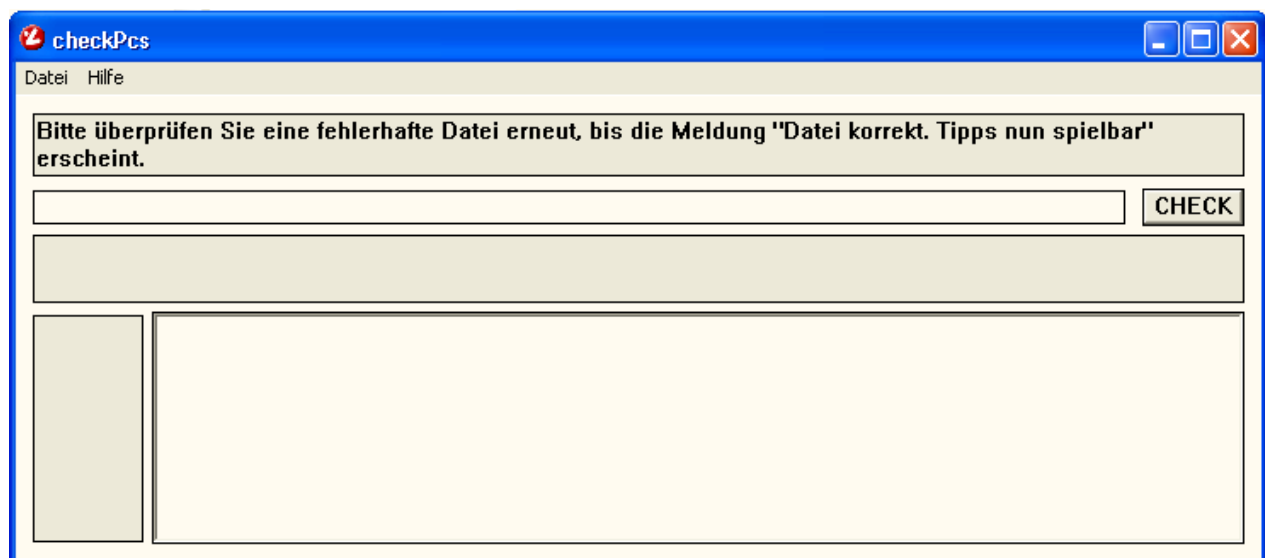 checkPcs
Datei Hilfe
Bitte überprüfen Sie eine fehlerhafte Datei erneut, bis die Meldung "Datei korrekt. Tipps nun spielbar"
erscheint.
CHECK